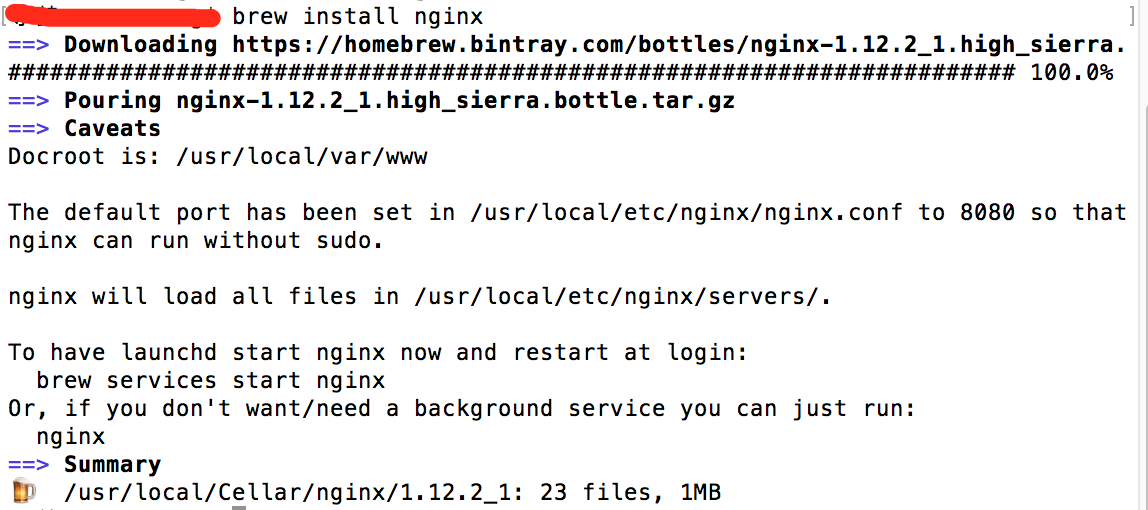 brew install nginx
==> Downloading https://homebrew.bintray.com/bottles/nginx-1.12.2_1.high_sierra.
######################################################################## 100.0%
==> Pouring nginx-1.12.2_1.high_sierra.bottle.tar.gz
==> Caveats
Docroot is: /usr/local/var/www
The default port has been set in /usr/local/etc/nginx/nginx.conf to 8080 so that
nginx can run without sudo.
nginx will load all files in /usr/local/etc/nginx/servers/.
To have launchd start nginx now and restart at login:
brew services start nginx
Or, if you don't want/need a background service you can just run:
nginx
==> Summary
🍺 /usr/local/Cellar/nginx/1.12.2_1: 23 files, 1MB